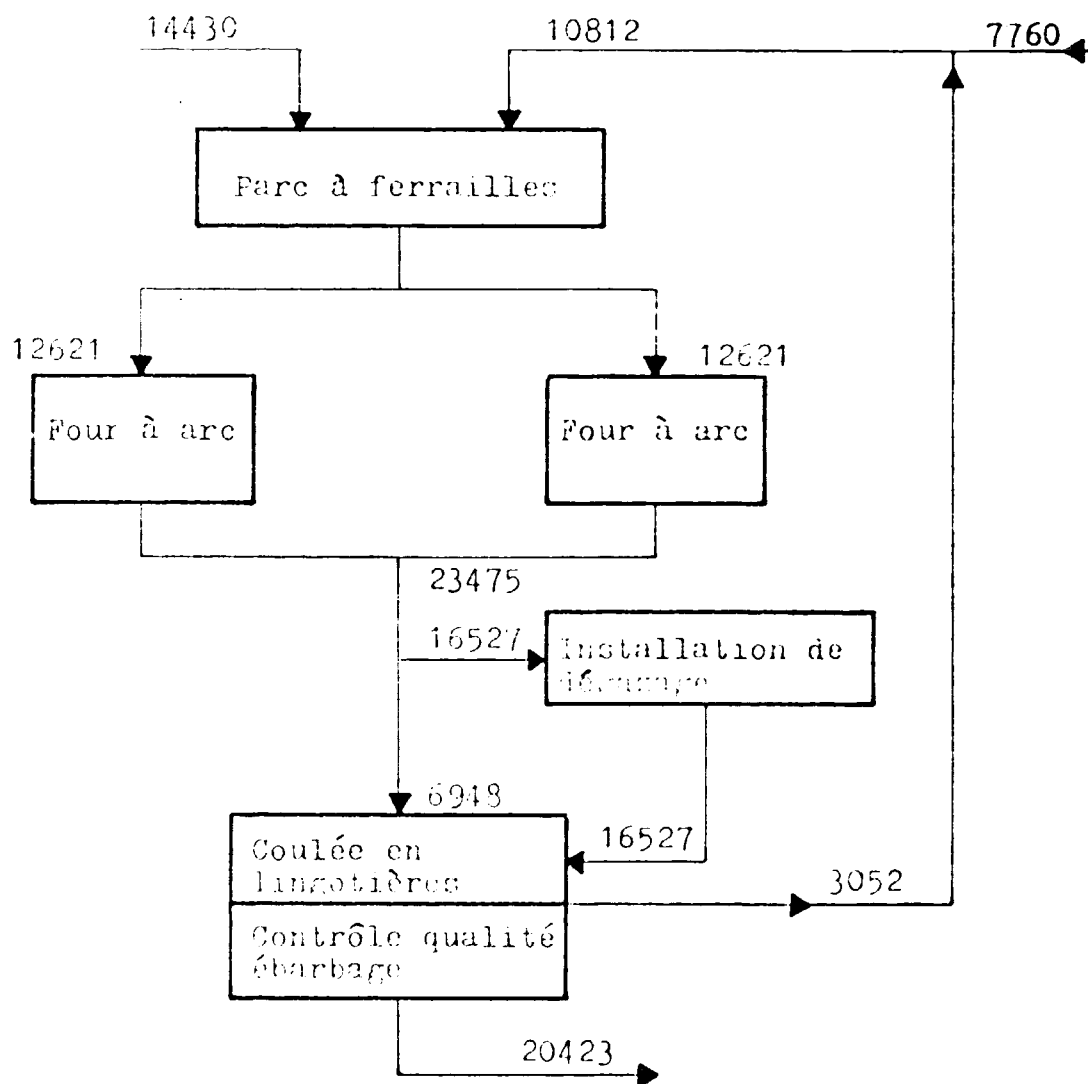 14430
10812
7760
Parc à ferrailles
12621
12621
Four à arc
Four à arc
23475
16527
Installation de
dégazage
6948
Coulée en
lingotières
16527
3052
Contrôle qualité
ébarbage
20423